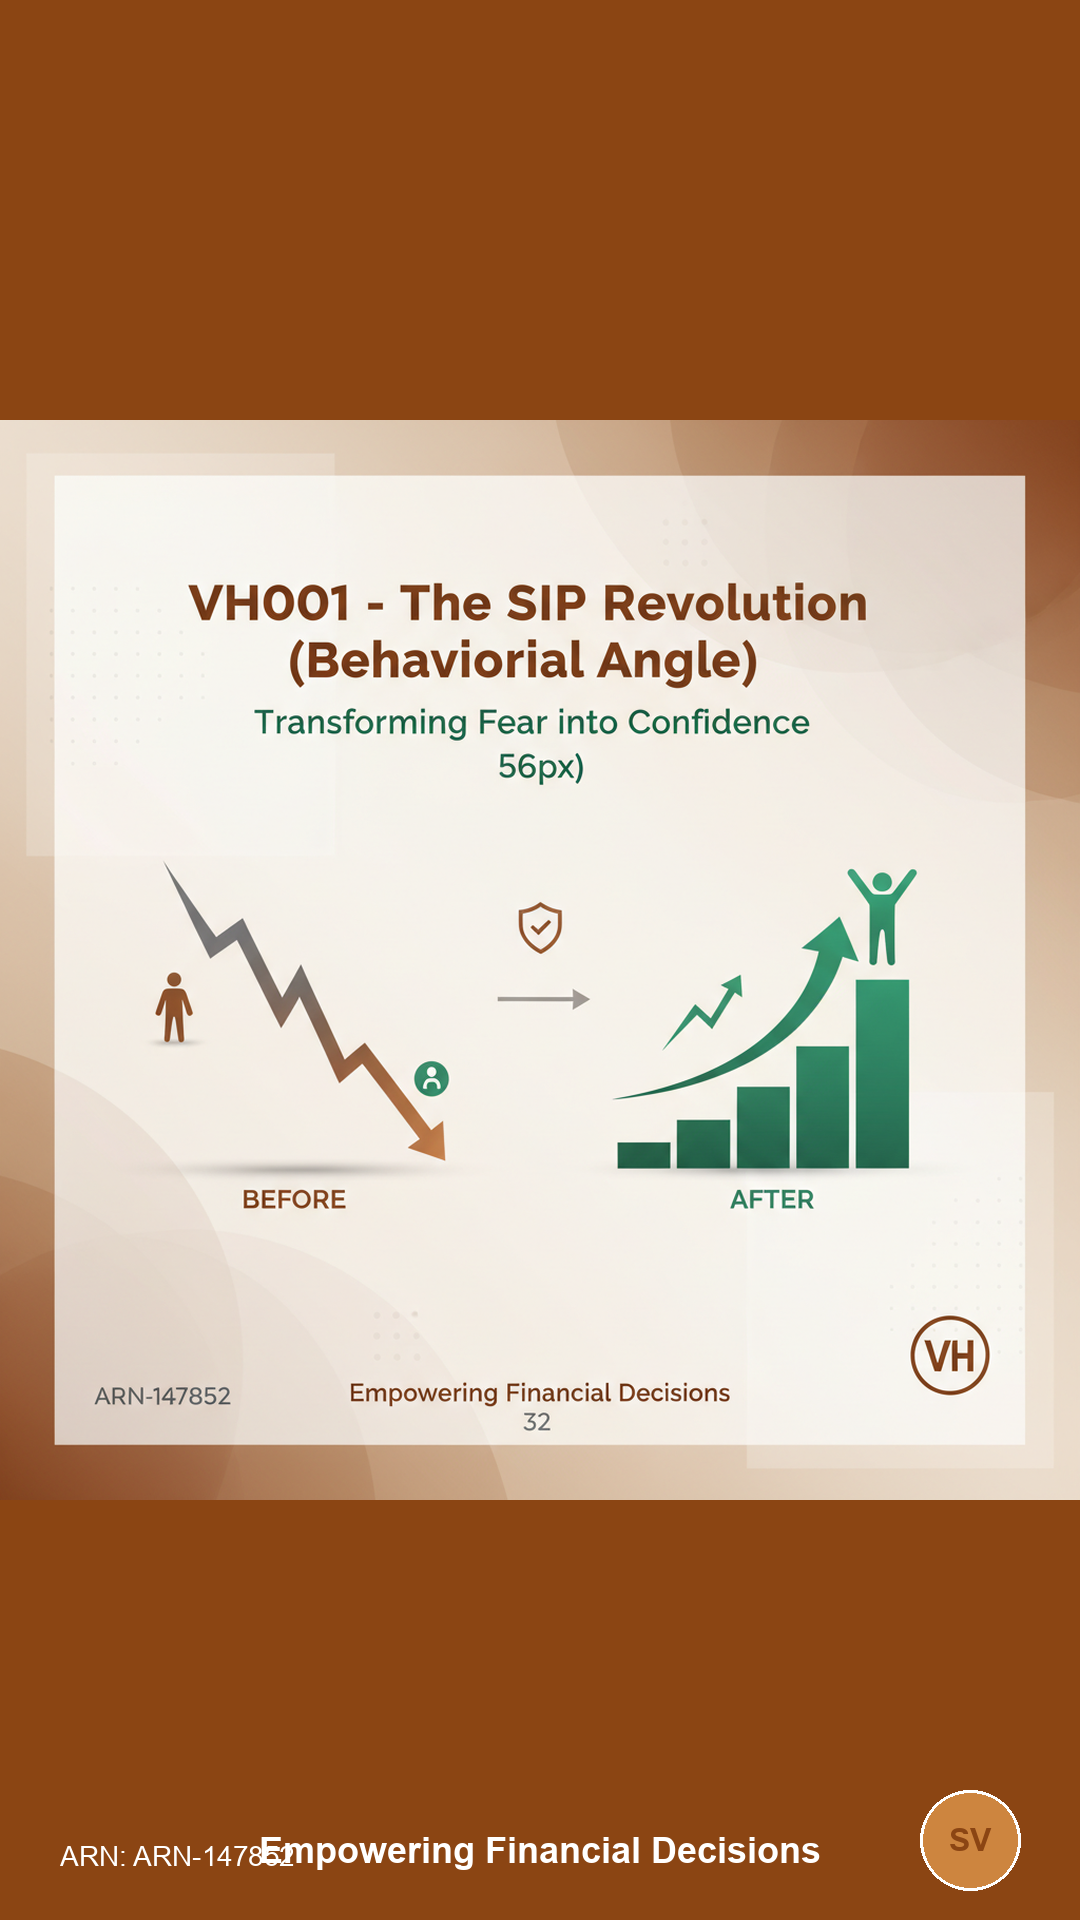 VH001 - The SIP Revolution
(Behaviorial Angle)
Transforming Fear into Confidence
56px)
BEFORE
AFTER
VH
ARN-147852
Empowering Financial Decisions
32
ARN: ARN-147852
Empowering Financial Decisions
SV